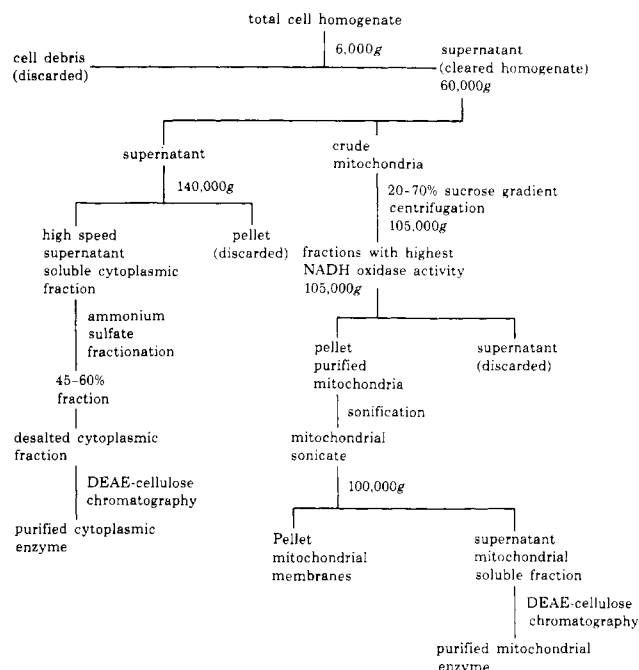 total cell homogenate
6,000g
cell debris
(discarded)
supernatant
(cleared homogenate)
60,000g
supernatant
crude
mitochondria
140,000g
20-70% sucrose gradient
centrifugation
105,000g
high speed
supernatant
soluble cytoplasmic
fraction
pellet
(discarded)
fractions with highest
NADH oxidase activity
105,000g
ammonium
sulfate
fractionation
pellet
purified
mitochondria
supernatant
(discarded)
45-60%
fraction
sonification
desalted cytoplasmic
fraction
mitochondrial
sonicate
DEAE-cellulose
chromatography
100,000g
purified cytoplasmic
enzyme
Pellet
mitochondrial
membranes
supernatant
mitochondrial
soluble fraction
DEAE-cellulose
chromatography
purified mitochondrial
enzyme